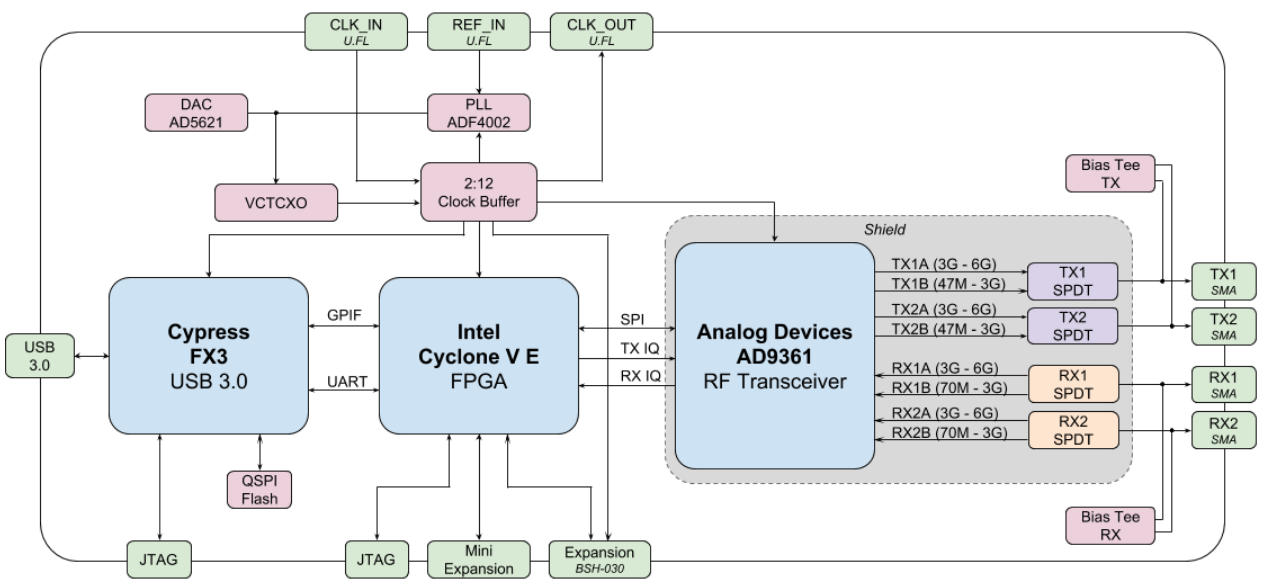 CLK_IN
U.FL
REF_IN
U.FL
CLK_OUT
U.FL
DAC
AD5621
PLL
ADF4002
2:12
Clock Buffer
VCTCXO
Bias Tee
TX
Shield
Cypress
FX3
USB 3.0
GPIF
UART
Intel
Cyclone V E
FPGA
SPI
TX IQ
RX IQ
Analog Devices
AD9361
RF Transceiver
TX1A (3G - 6G)
TX1B (47M - 3G)
TX2A (3G - 6G)
TX2B (47M - 3G)
RX1A (3G - 6G)
RX1B (70M - 3G)
RX2A (3G - 6G)
RX2B (70M - 3G)
TX1
SPDT
TX2
SPDT
RX1
SPDT
RX2
SPDT
TX1
SMA
TX2
SMA
RX1
SMA
RX2
SMA
USB
3.0
QSPI
Flash
Bias Tee
RX
JTAG
JTAG
Mini
Expansion
Expansion
BSH-030